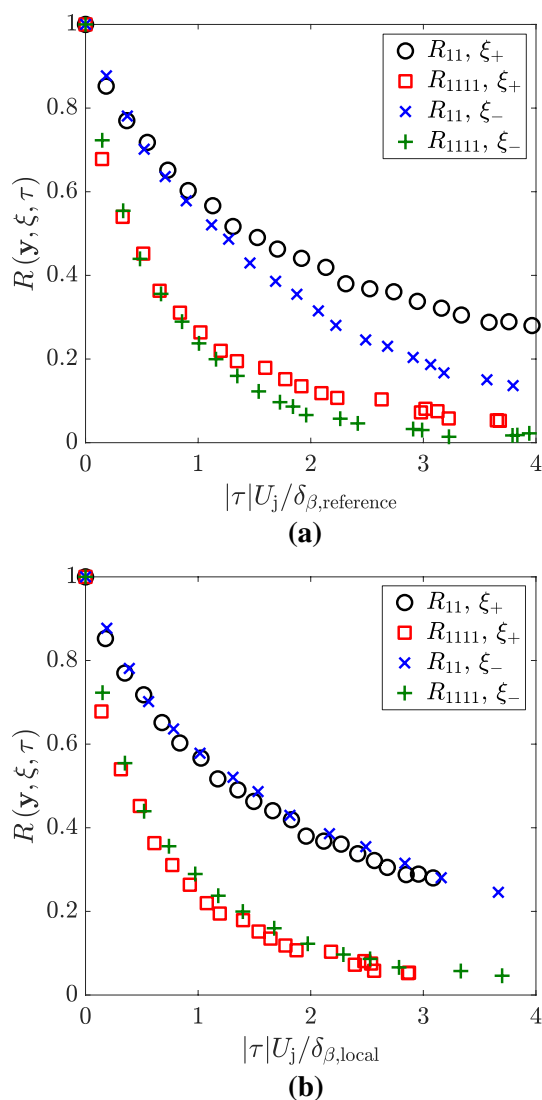 1
0.8
0.6
0.4
0.2
0
R(y, ξ, τ)
R₁₁, ξ₊
R₁₁₁₁, ξ₊
R₁₁, ξ₋
R₁₁₁₁, ξ₋
0 1 2 3 4
|τ|Uⱼ/δ_β,reference
(a)
1
0.8
0.6
0.4
0.2
0
R(y, ξ, τ)
R₁₁, ξ₊
R₁₁₁₁, ξ₊
R₁₁, ξ₋
R₁₁₁₁, ξ₋
0 1 2 3 4
|τ|Uⱼ/δ_β,local
(b)